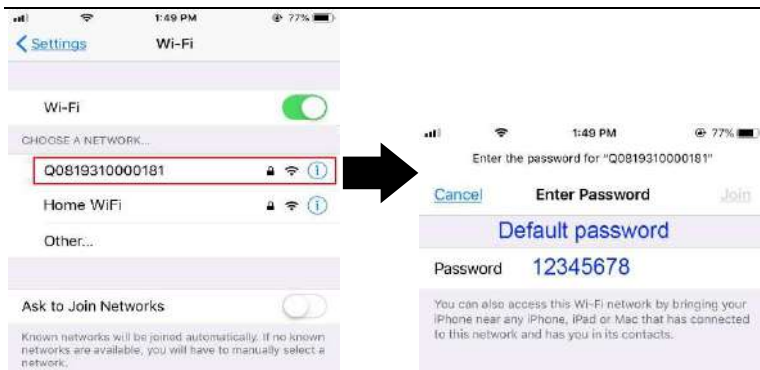 1:49 PM
77%
Settings
Wi-Fi
Wi-Fi
CHOOSE A NETWORK...
Q0819310000181
Home WiFi
Other...
Ask to Join Networks
Known networks will be joined automatically. If no known
networks are available, you will have to manually select a
network.
1:49 PM
77%
Enter the password for "Q0819310000181"
Cancel
Enter Password
Join
Default password
Password
12345678
You can also access this Wi-Fi network by bringing your
iPhone near any iPhone, iPad or Mac that has connected
to this network and has you in its contacts.